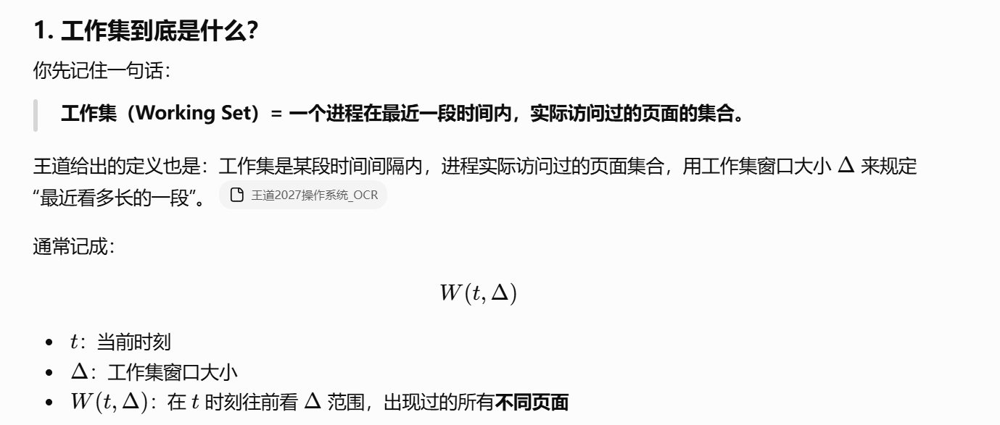 1. 工作集到底是什么？
你先记住一句话：
工作集（Working Set）= 一个进程在最近一段时间内，实际访问过的页面的集合。
王道给出的定义也是：工作集是某段时间间隔内，进程实际访问过的页面集合，用工作集窗口大小 Δ 来规定
“最近看多长的一段”。 王道2027操作系统_OCR
通常记成：
W(t, Δ)
• t：当前时刻
• Δ：工作集窗口大小
• W(t, Δ)：在 t 时刻往前看 Δ 范围，出现过的所有不同页面